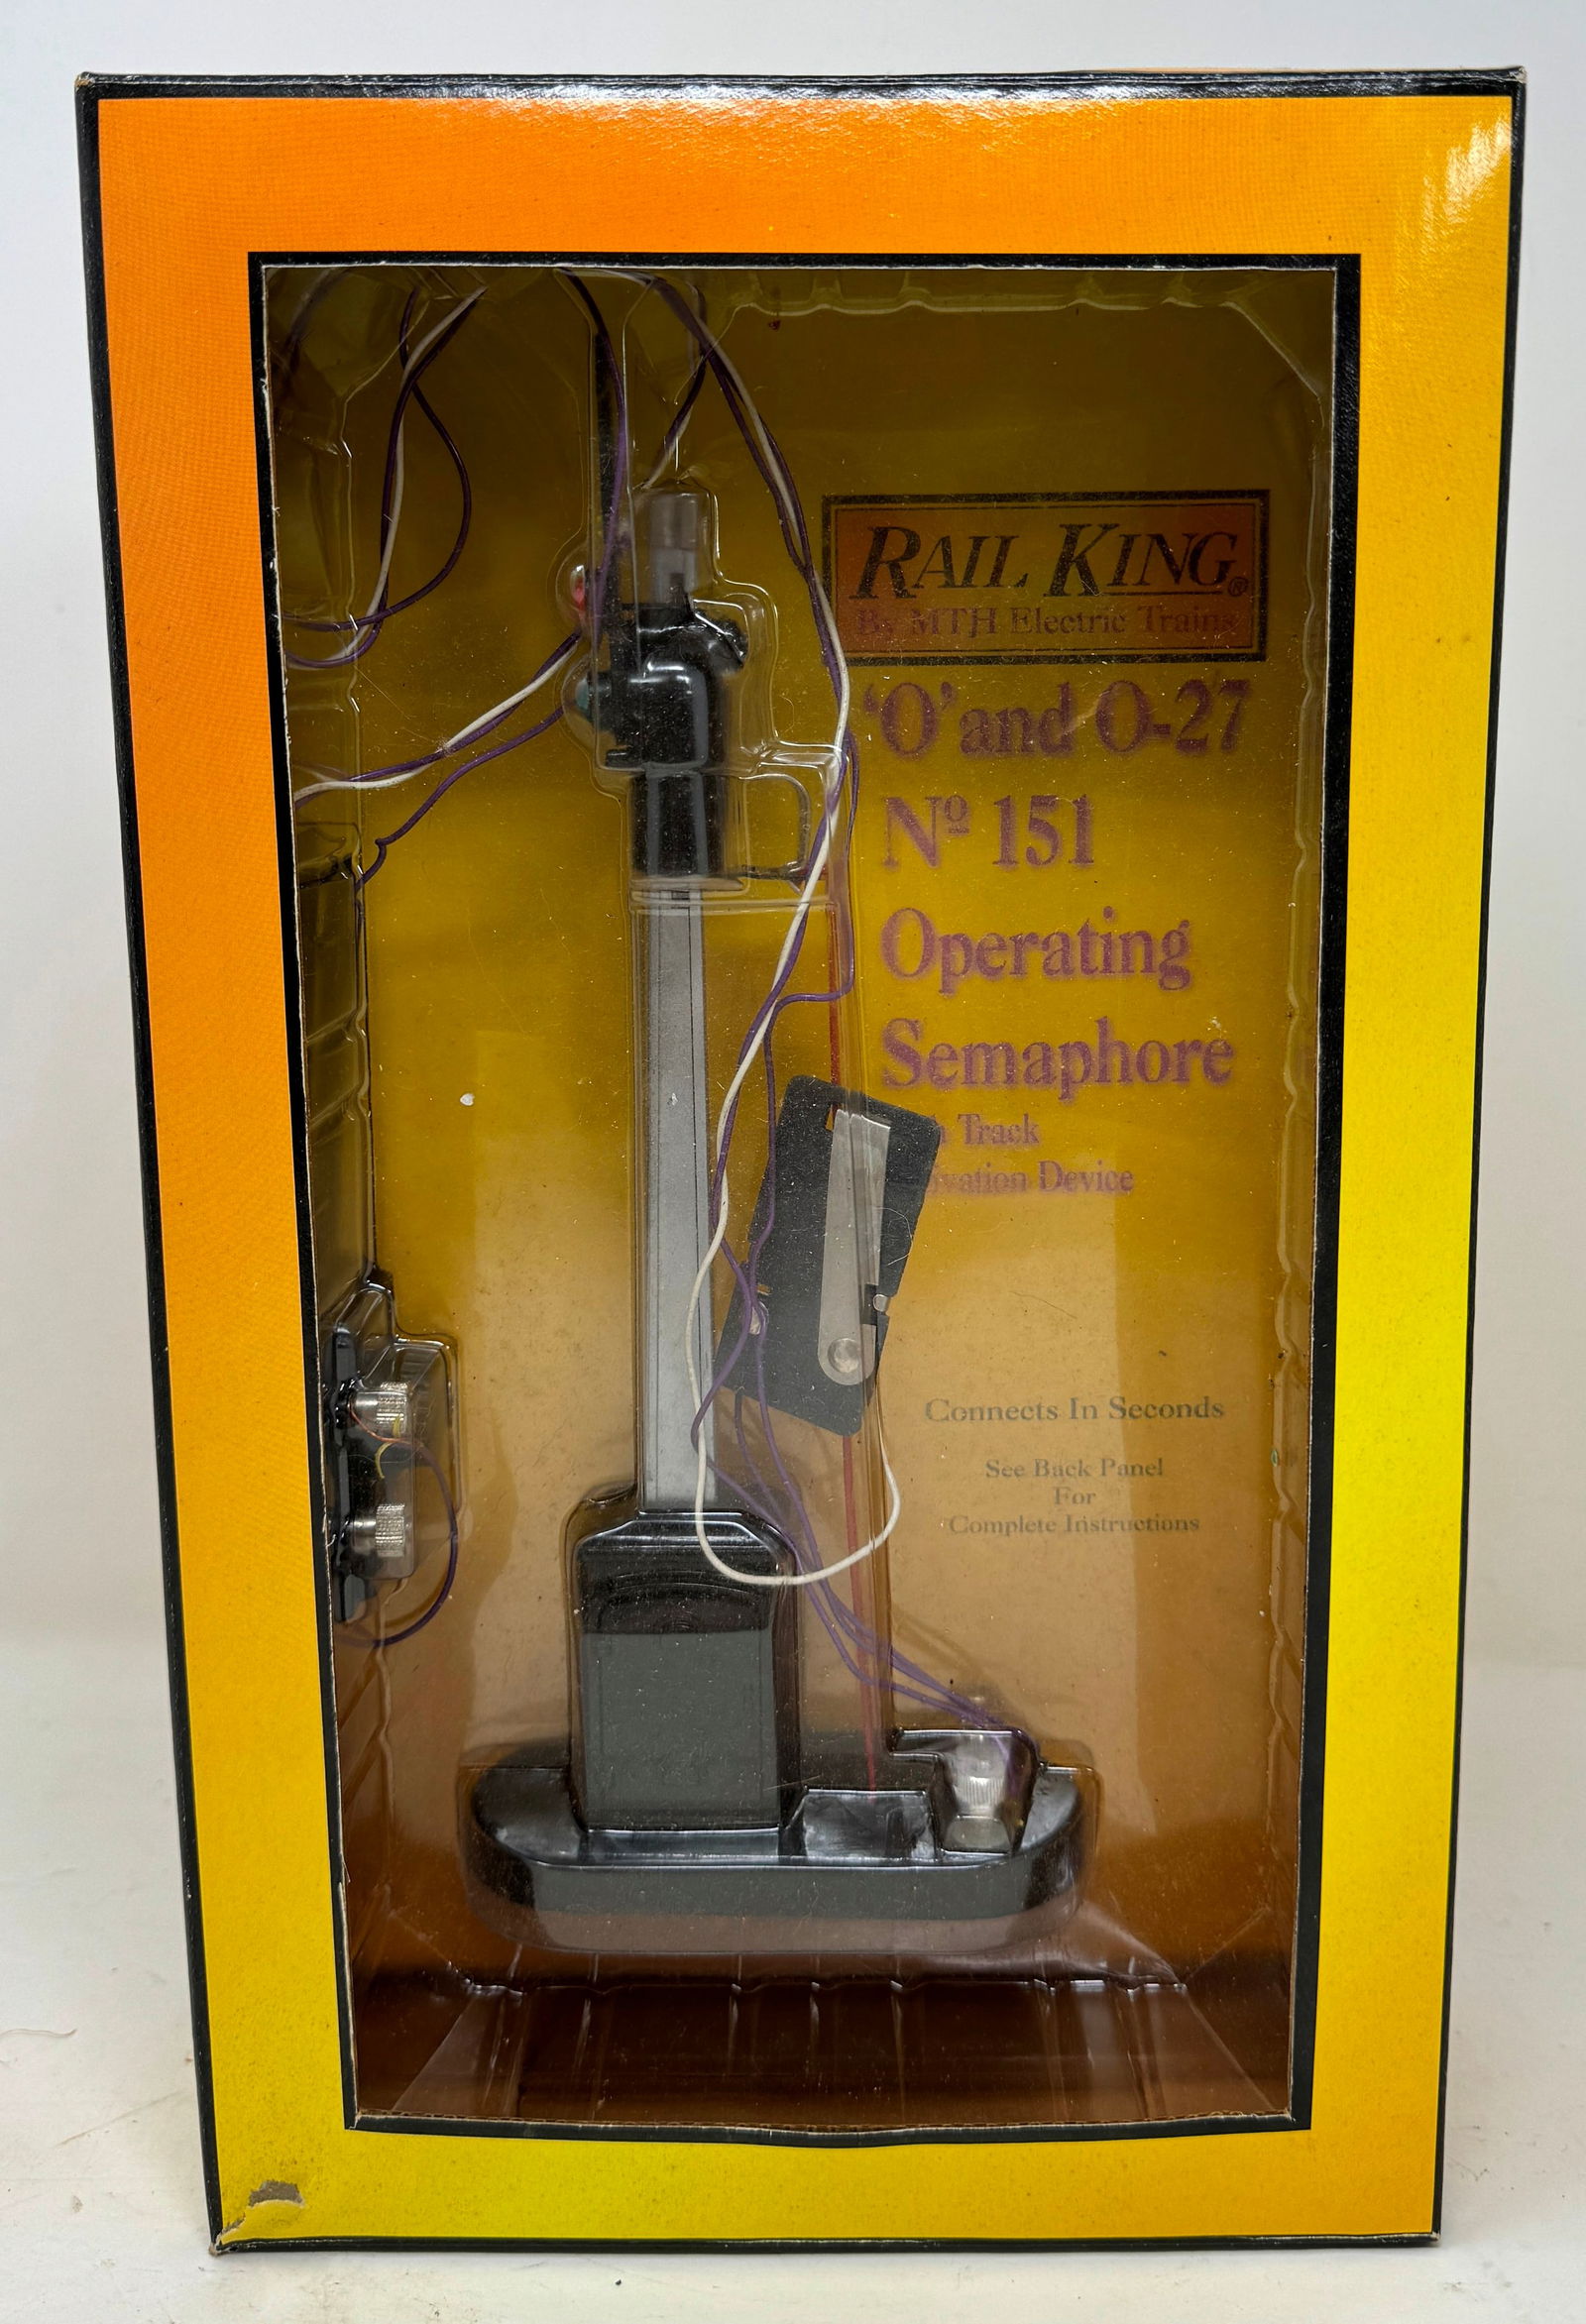 RAIL KING®
By MTH Electric Trains
'O' and O-27
Nº 151
Operating
Semaphore
Track
Device
Connects In Seconds
See Back Panel
For
Complete Instructions